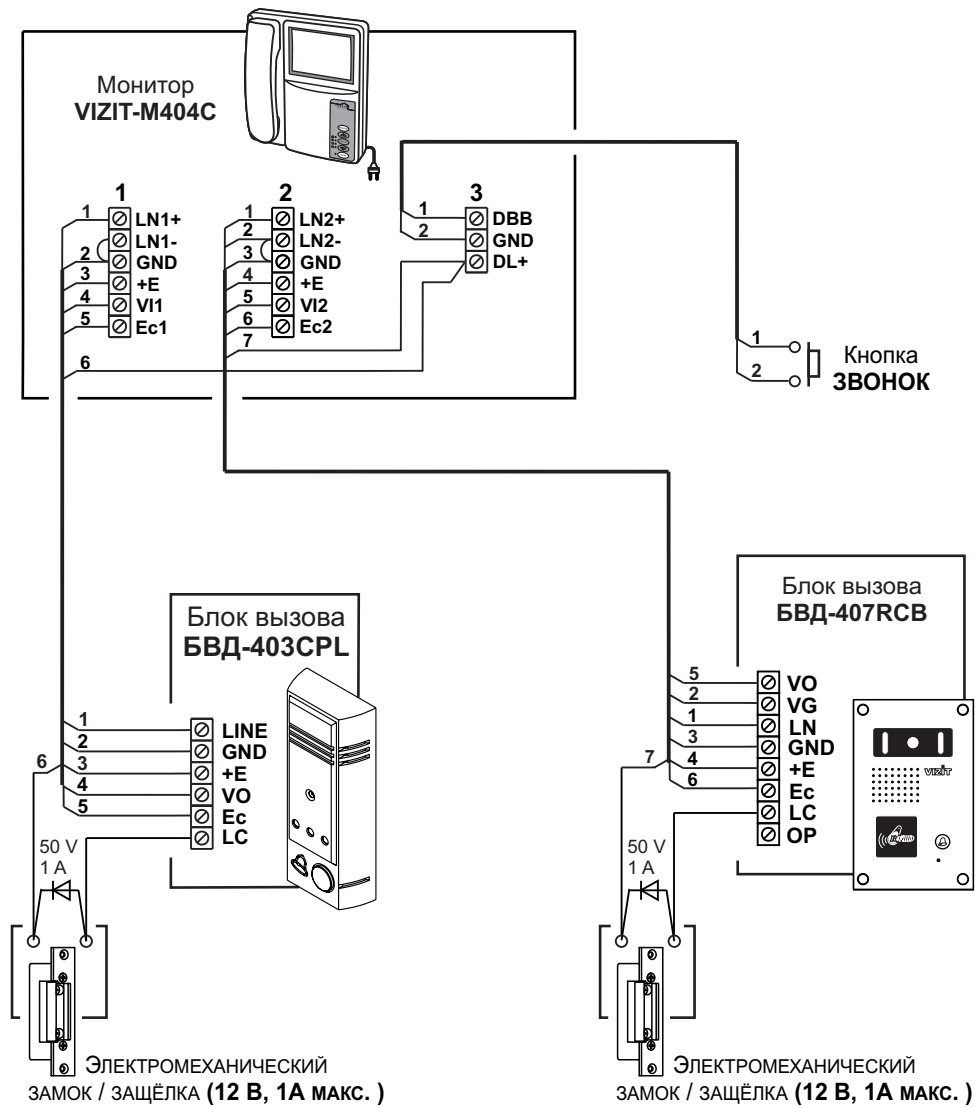 Монитор
VIZIT-M404C
1
1 LN1+
LN1-
2 GND
3 +E
4 VI1
5 Ec1
6
2
1 LN2+
2 LN2-
3 GND
4 +E
5 VI2
6 Ec2
7
3
1 DBB
2 GND
DL+
1
2
Кнопка
ЗВОНОК
Блок вызова
БВД-403CPL
1 LINE
2 GND
6 3 +E
4 VO
5 Ec
LC
50 V
1 A
ЭЛЕКТРОМЕХАНИЧЕСКИЙ
ЗАМОК / ЗАЩЁЛКА (12 В, 1А МАКС. )
Блок вызова
БВД-407RCB
5 VO
2 VG
1 LN
3 GND
7 4 +E
6 Ec
LC
OP
VIZIT
50 V
1 A
ЭЛЕКТРОМЕХАНИЧЕСКИЙ
ЗАМОК / ЗАЩЁЛКА (12 В, 1А МАКС. )